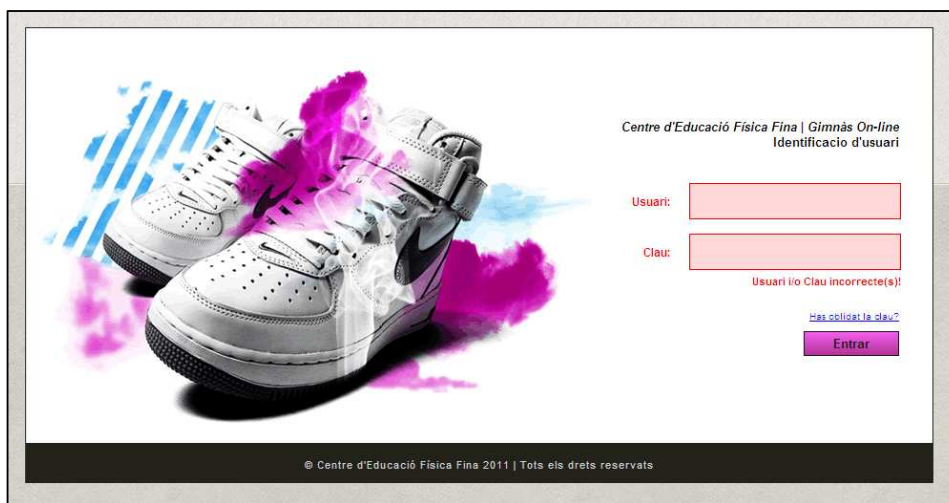 Centre d'Educació Física Fina | Gimnàs On-line
Identificacio d'usuari
Usuari:
Clau:
Usuari i/o Clau incorrecte(s)!
Has oblidat la clau?
Entrar
© Centre d'Educació Física Fina 2011 | Tots els drets reservats